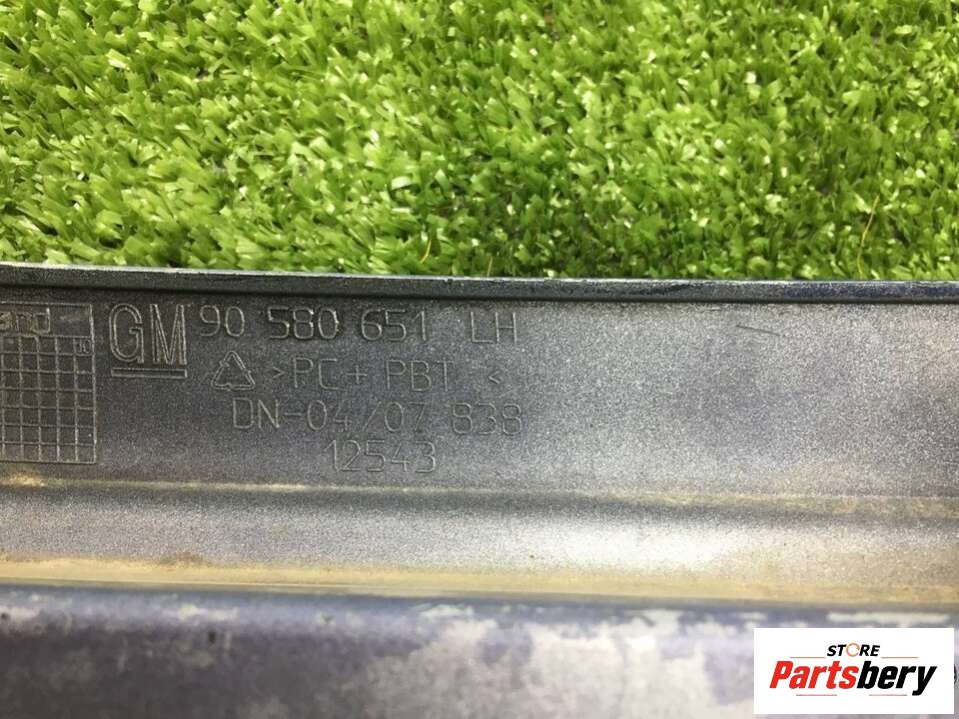 GM 90 580 651 LH
>PC + PBT <
DN-04/07 838
12543
STORE
Partsbery